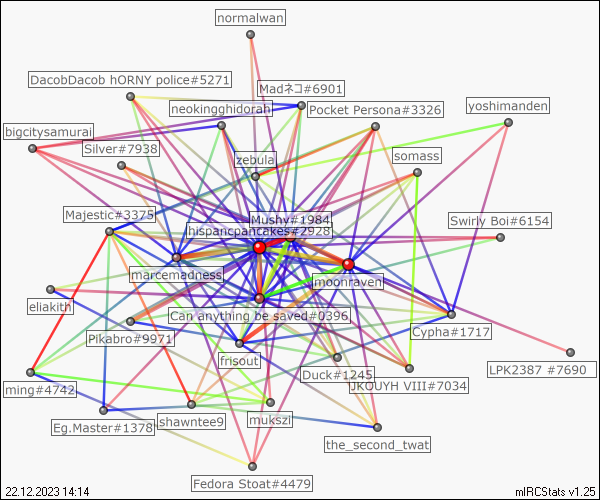 normalwan
DacobDacob hORNY police#5271
Madネコ#6901
neokingghidorah
Pocket Persona#3326
yoshimanden
bigcitysamurai
Silver#7938
zebula
somass
Majestic#3375
Mushy#1984
Swirly Boi#6154
hispancpancakes#2928
marcemadness
moonraven
eliakith
Can anything be saved#0396
Pikabro#9971
Cypha#1717
frisout
LPK2387 #7690
ming#4742
Duck#1245
JKOUYH VIII#7034
Eg.Master#1378
shawntee9
mukszi
the_second_twat
Fedora Stoat#4479
22.12.2023 14:14
mIRCStats v1.25